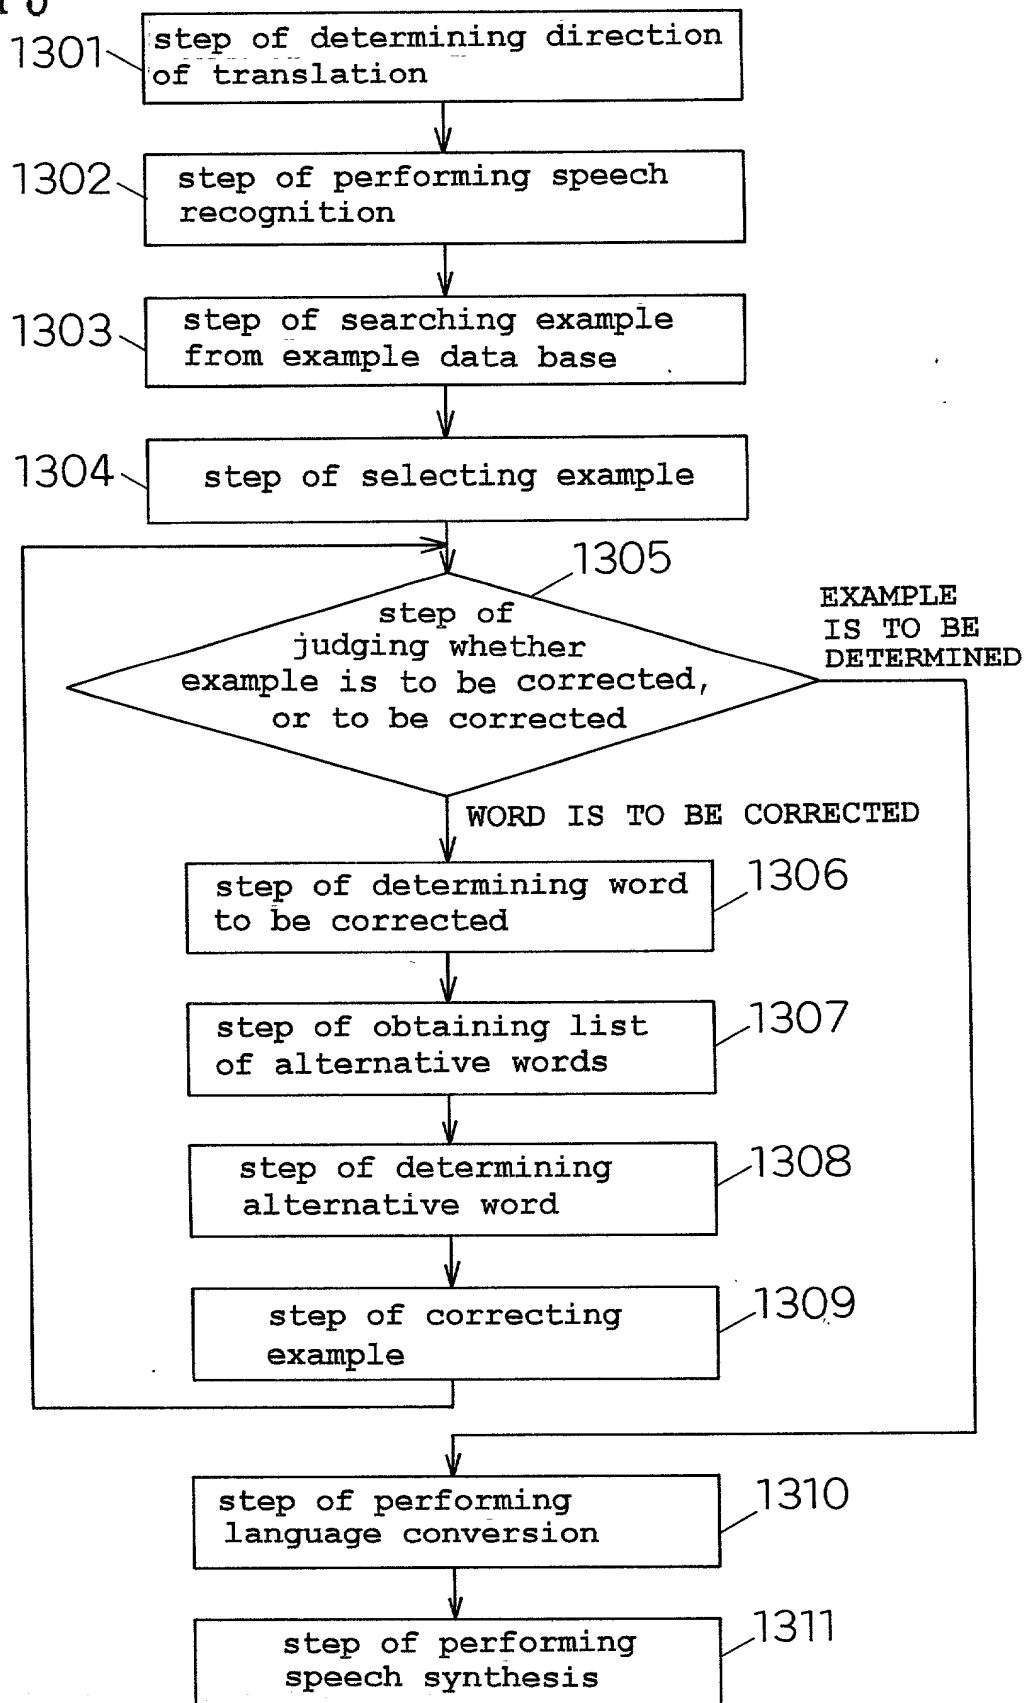 1301
step of determining direction
of translation
1302
step of performing speech
recognition
1303
step of searching example
from example data base
1304
step of selecting example
1305
step of
judging whether
example is to be corrected,
or to be corrected
EXAMPLE
IS TO BE
DETERMINED
WORD IS TO BE CORRECTED
1306
step of determining word
to be corrected
1307
step of obtaining list
of alternative words
1308
step of determining
alternative word
1309
step of correcting
example
1310
step of performing
language conversion
1311
step of performing
speech synthesis